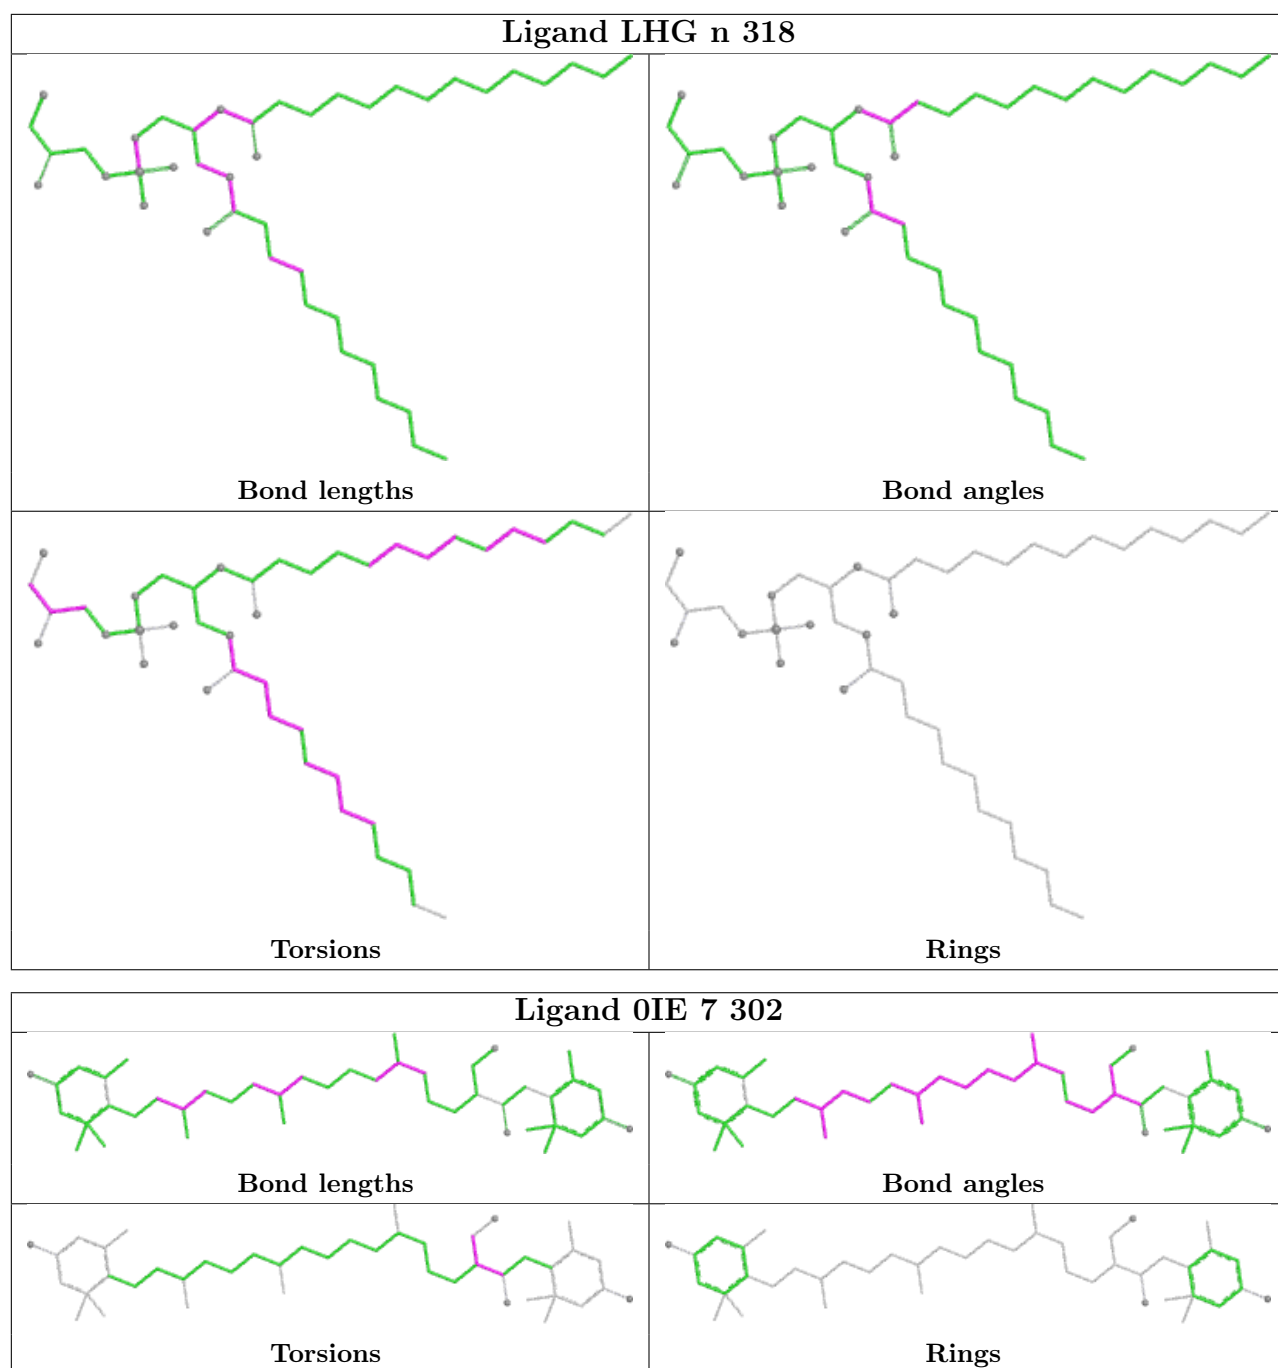 Ligand LHG n 318
Bond lengths
Bond angles
Torsions
Rings
Ligand 0IE 7 302
Bond lengths
Bond angles
Torsions
Rings